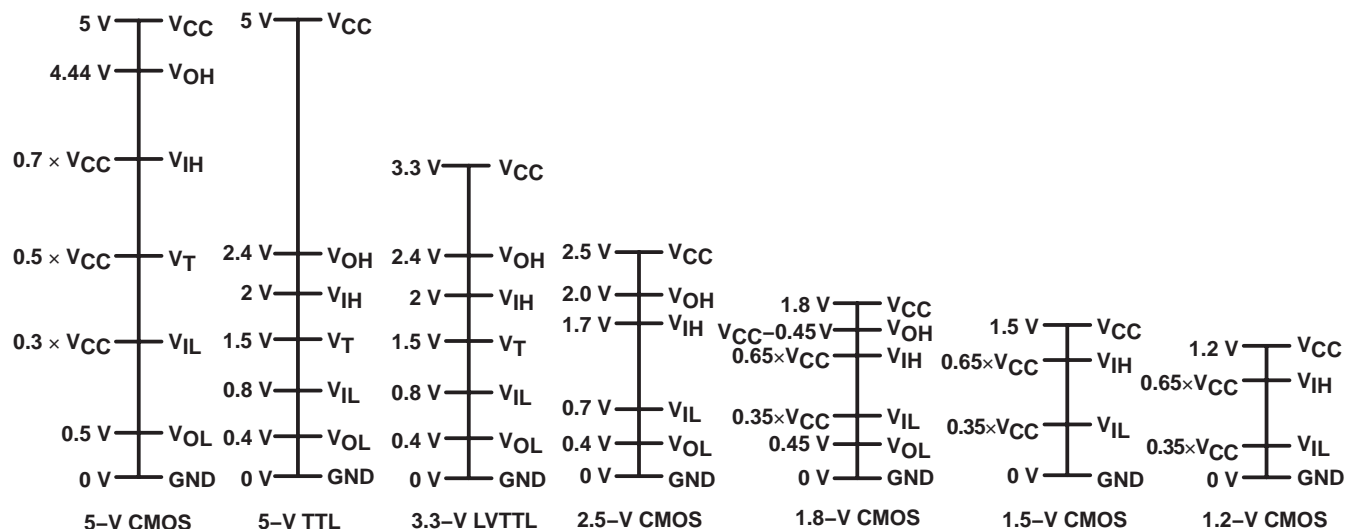 5 V VCC
4.44 V VOH
0.7 × VCC VIH
0.5 × VCC VT
0.3 × VCC VIL
0.5 V VOL
0 V GND
5–V CMOS
5 V VCC
2.4 V VOH
2 V VIH
1.5 V VT
0.8 V VIL
0.4 V VOL
0 V GND
5–V TTL
3.3 V VCC
2.4 V VOH
2 V VIH
1.5 V VT
0.8 V VIL
0.4 V VOL
0 V GND
3.3–V LVTTL
2.5 V VCC
2.0 V VOH
1.7 V VIH
0.7 V VIL
0.4 V VOL
0 V GND
2.5–V CMOS
1.8 V VCC
VCC–0.45V VOH
0.65×VCC VIH
0.35×VCC VIL
0.45 V VOL
0 V GND
1.8–V CMOS
1.5 V VCC
0.65×VCC VIH
0.35×VCC VIL
0 V GND
1.5–V CMOS
1.2 V VCC
0.65×VCC VIH
0.35×VCC VIL
0 V GND
1.2–V CMOS